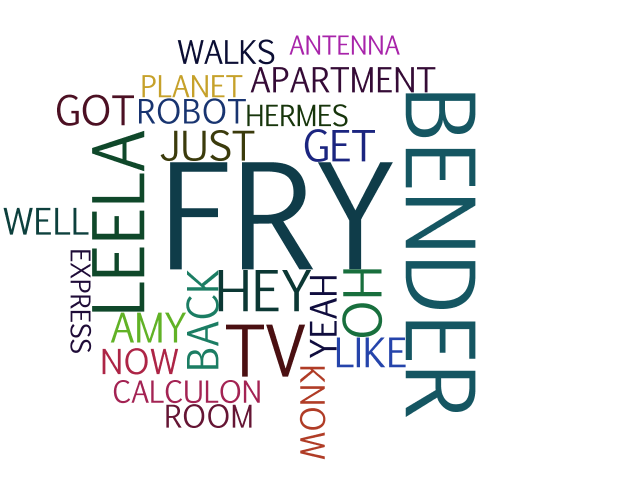 WALKS
ANTENNA
PLANET
APARTMENT
GOT
ROBOT
HERMES
JUST
GET
FRY
BENDER
LEELA
WELL
EXPRESS
HEY
BACK
YEAH
OH
AMY
TV
LIKE
NOW
CALCULON
KNOW
ROOM